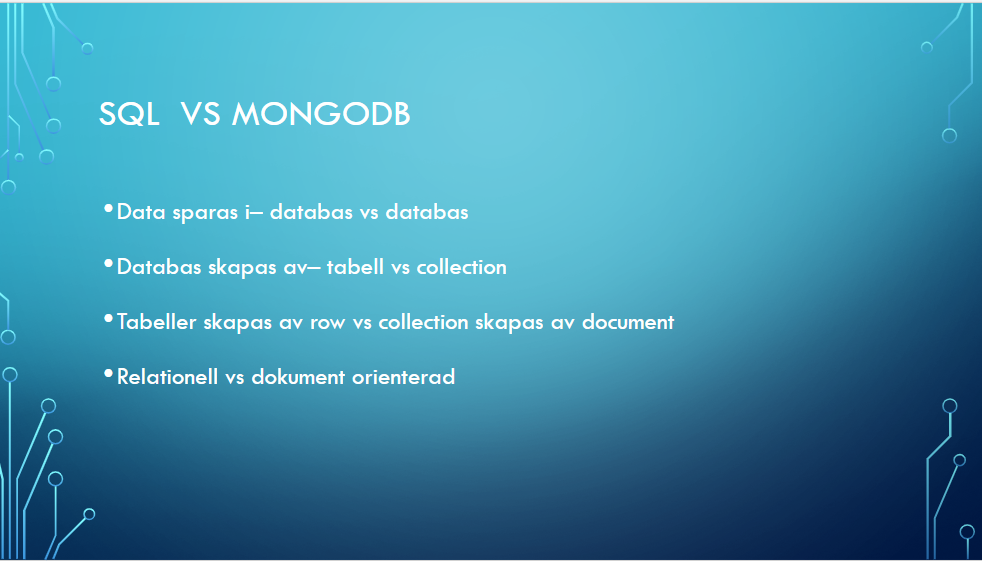 SQL VS MONGODB
•Data sparas i– databas vs databas
•Databas skapas av– tabell vs collection
•Tabeller skapas av row vs collection skapas av document
•Relationell vs dokument orienterad